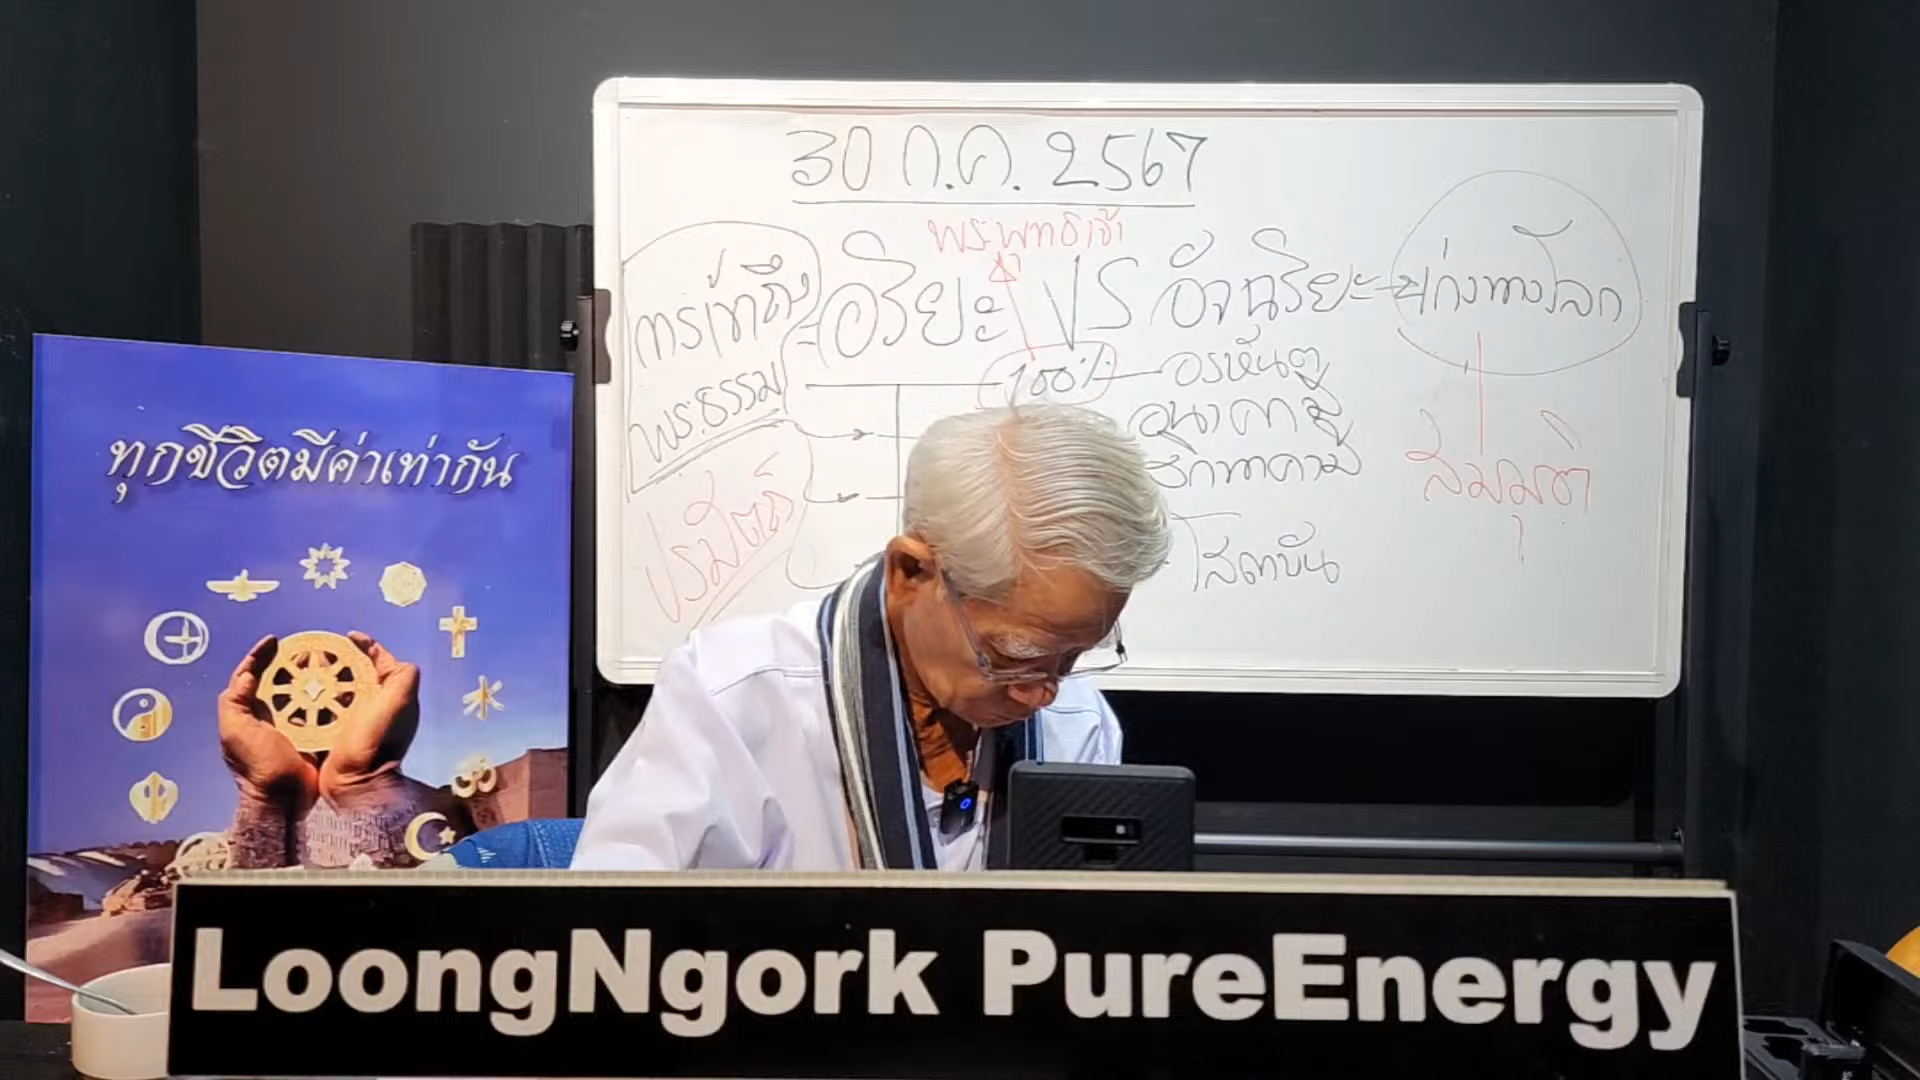 30 ก.ค. 2567
พระพุทธเจ้า
การเข้าถึง = อริยะ VS อัจฉริยะ - เก่งทางโลก
พระธรรม
100% อรหันต
อนาคามี
สกทาคามี
สมมุติ
ปรมัตถ์
โสดาบัน
ทุกชีวิตมีค่าเท่ากัน
LoongNgork PureEnergy